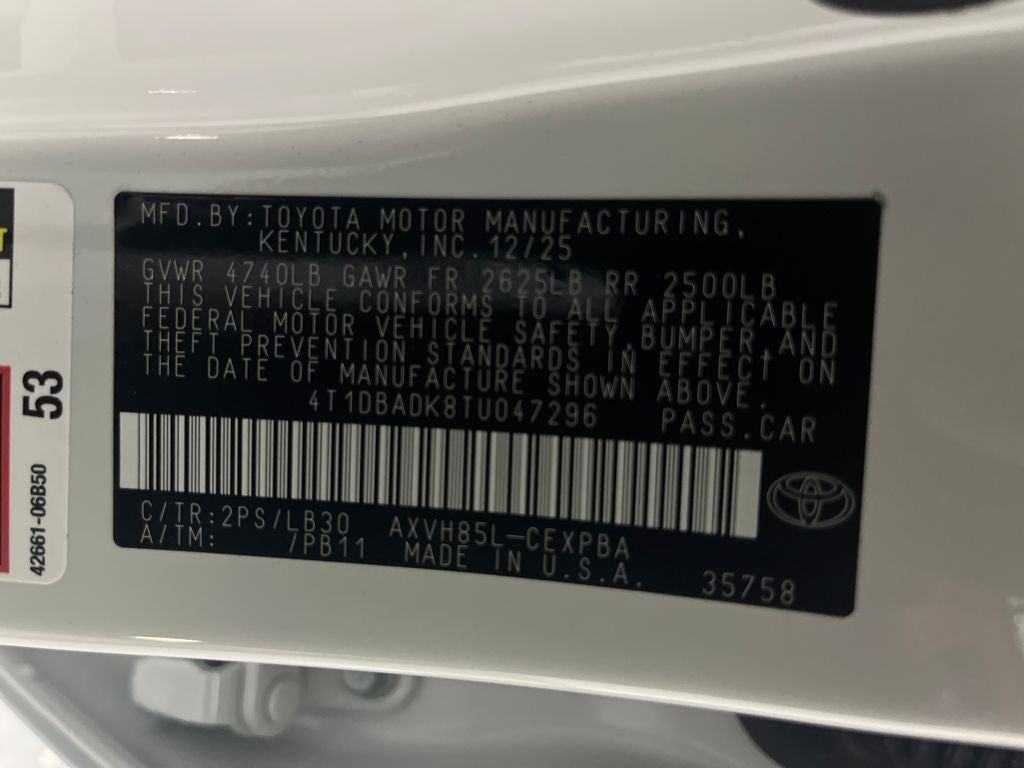 MFD.BY:TOYOTA MOTOR MANUFACTURING,
KENTUCKY, INC. 12/25
GVWR 4740LB GAWR FR 2625LB RR 2500LB
THIS VEHICLE CONFORMS TO ALL APPLICABLE
FEDERAL MOTOR VEHICLE SAFETY,BUMPER,AND
THEFT PREVENTION STANDARDS IN EFFECT ON
THE DATE OF MANUFACTURE SHOWN ABOVE.
4T1DBADK8TU047296 PASS.CAR
C/TR:2PS/LB30 AXVH85L-CEXPBA
A/TM: /PB11 MADE IN U.S.A. 35758
53
42661-06B50